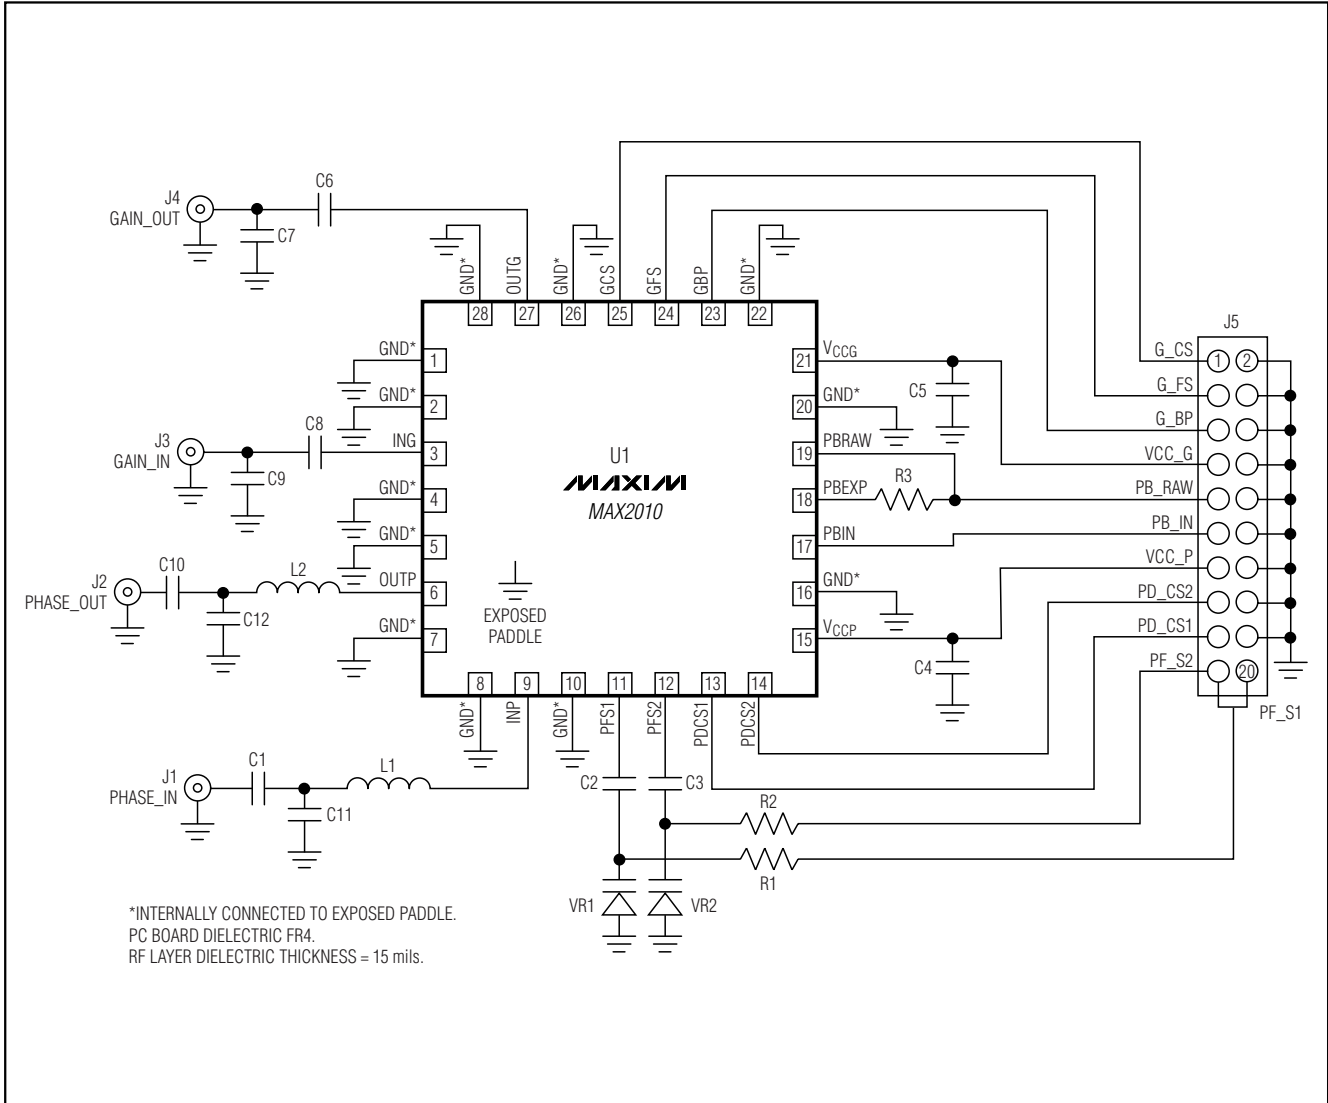 J4
GAIN_OUT
C6
C7
GND*
OUTG
GND*
GCS
GFS
GBP
GND*
28
27
26
25
24
23
22
J5
GND*
1
GND*
2
J3
GAIN_IN
C8
C9
ING
3
GND*
4
GND*
5
J2
PHASE_OUT
C10
C12
L2
OUTP
6
GND*
7
U1
MAXIM
MAX2010
EXPOSED
PADDLE
21
VCCG
C5
20
GND*
19
PBRAW
18
PBEXP
R3
17
PBIN
16
GND*
15
VCCP
C4
G_CS
1
2
G_FS
G_BP
VCC_G
PB_RAW
PB_IN
VCC_P
PD_CS2
PD_CS1
PF_S2
20
PF_S1
8
9
10
11
12
13
14
GND*
INP
GND*
PFS1
PFS2
PDCS1
PDCS2
J1
PHASE_IN
C1
C11
L1
C2
C3
R2
R1
VR1
VR2
*INTERNALLY CONNECTED TO EXPOSED PADDLE.
PC BOARD DIELECTRIC FR4.
RF LAYER DIELECTRIC THICKNESS = 15 mils.